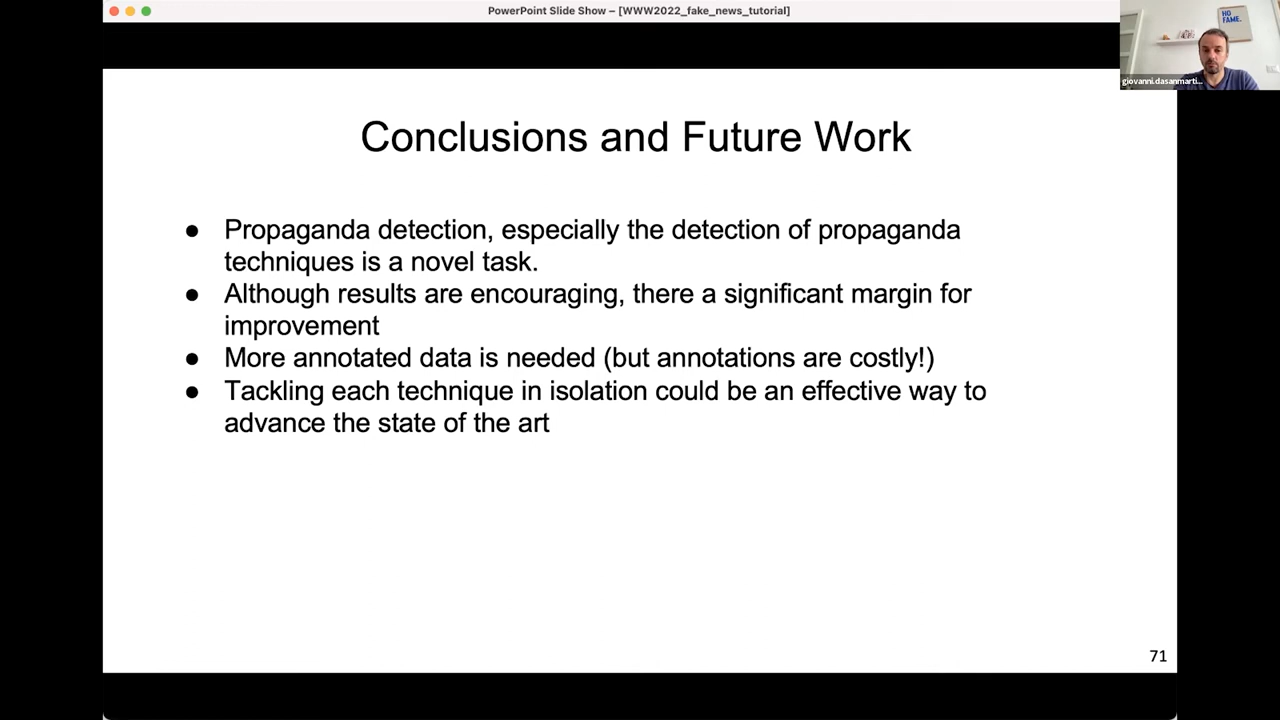 PowerPoint Slide Show – [WWW2022_fake_news_tutorial]
HO
FAME.
giovanni.dasanmarti...
Conclusions and Future Work
● Propaganda detection, especially the detection of propaganda
techniques is a novel task.
● Although results are encouraging, there a significant margin for
improvement
● More annotated data is needed (but annotations are costly!)
● Tackling each technique in isolation could be an effective way to
advance the state of the art
71